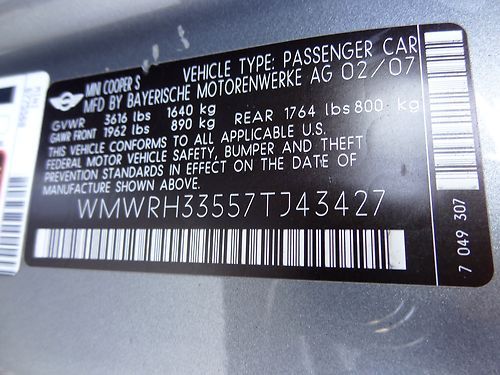 MINI COOPER S VEHICLE TYPE: PASSENGER CAR
MFD BY BAYERISCHE MOTORENWERKE AG 02/07
GVWR 3616 lbs 1640 kg
GAWR FRONT 1962 lbs 890 kg REAR 1764 lbs 800 kg
THIS VEHICLE CONFORMS TO ALL APPLICABLE U.S.
FEDERAL MOTOR VEHICLE SAFETY, BUMPER AND THEFT
PREVENTION STANDARDS IN EFFECT ON THE DATE OF
MANUFACTURE SHOWN ABOVE.
WMWRH33557TJ43427
7 049 307